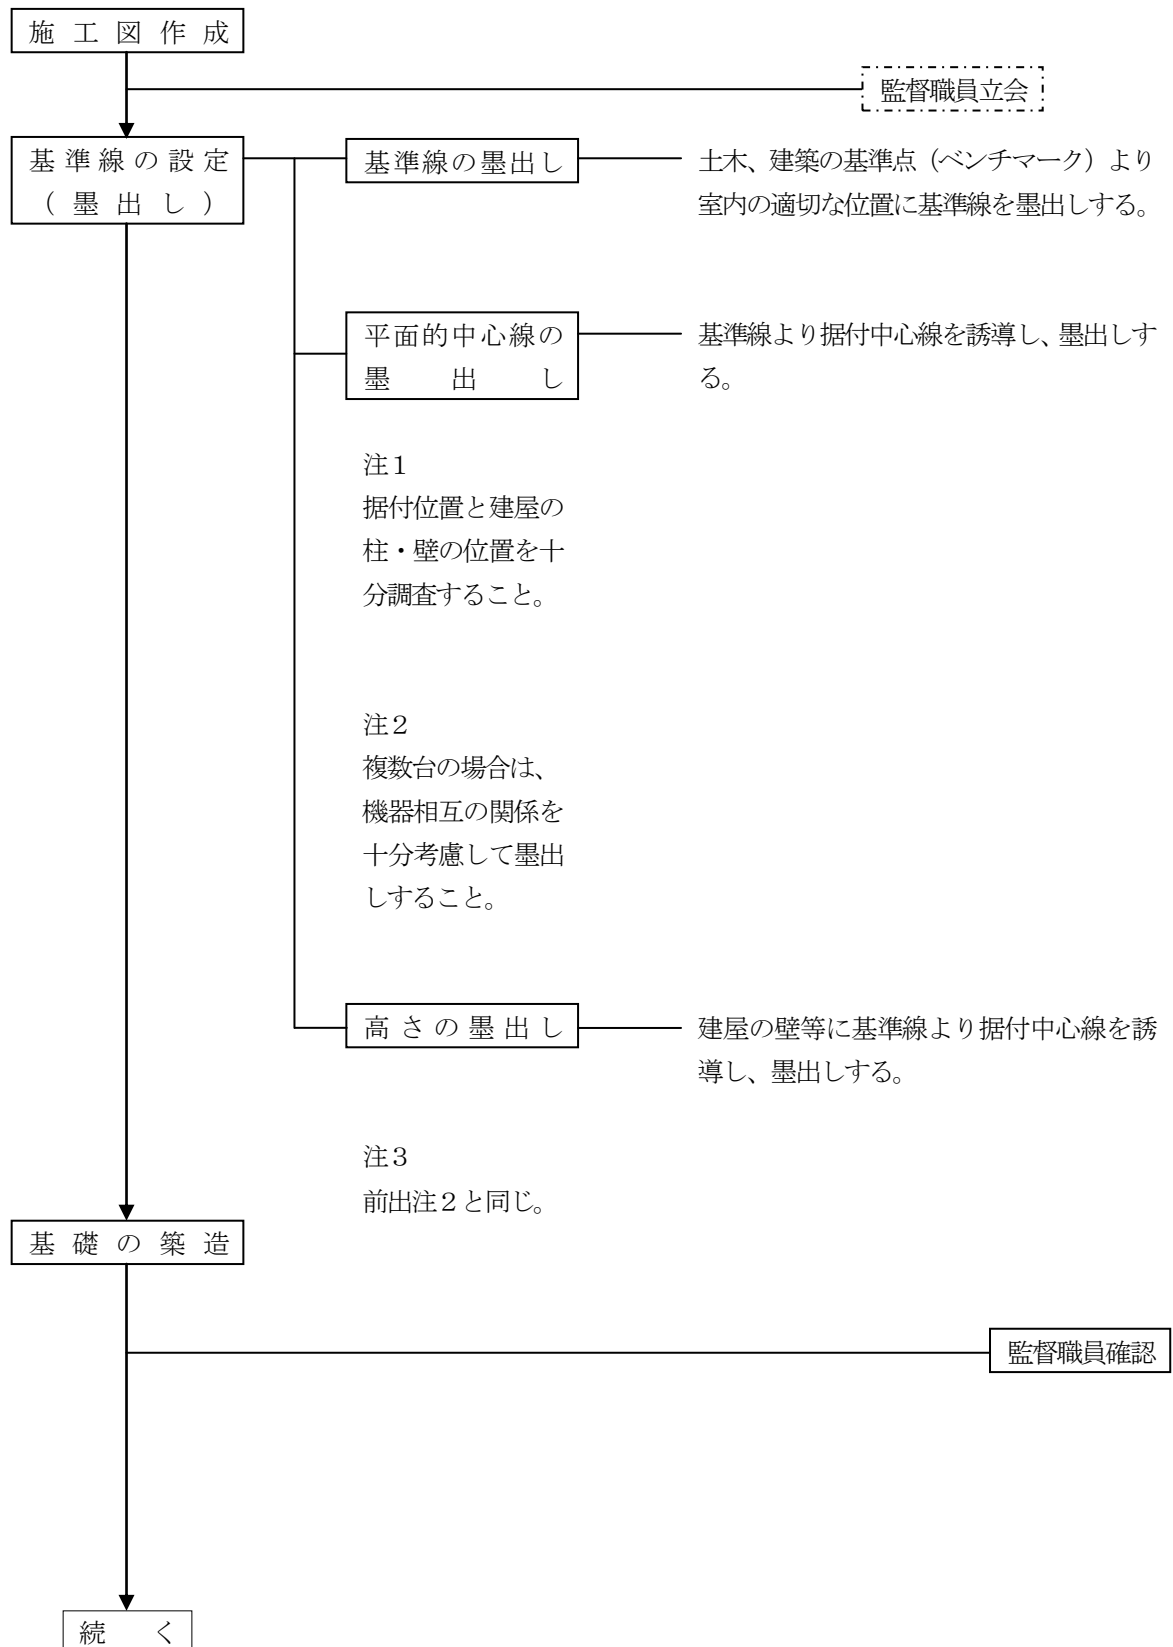 施工図作成
監督職員立会
基準線の設定
(墨出し)
基準線の墨出し
土木、建築の基準点(ベンチマーク)より
室内の適切な位置に基準線を墨出しする。
平面的中心線の
墨出し
基準線より据付中心線を誘導し、墨出しす
る。
注1
据付位置と建屋の
柱・壁の位置を十
分調査すること。
注2
複数台の場合は、
機器相互の関係を
十分考慮して墨出
しすること。
高さの墨出し
建屋の壁等に基準線より据付中心線を誘
導し、墨出しする。
注3
前出注2と同じ。
基礎の築造
監督職員確認
続く